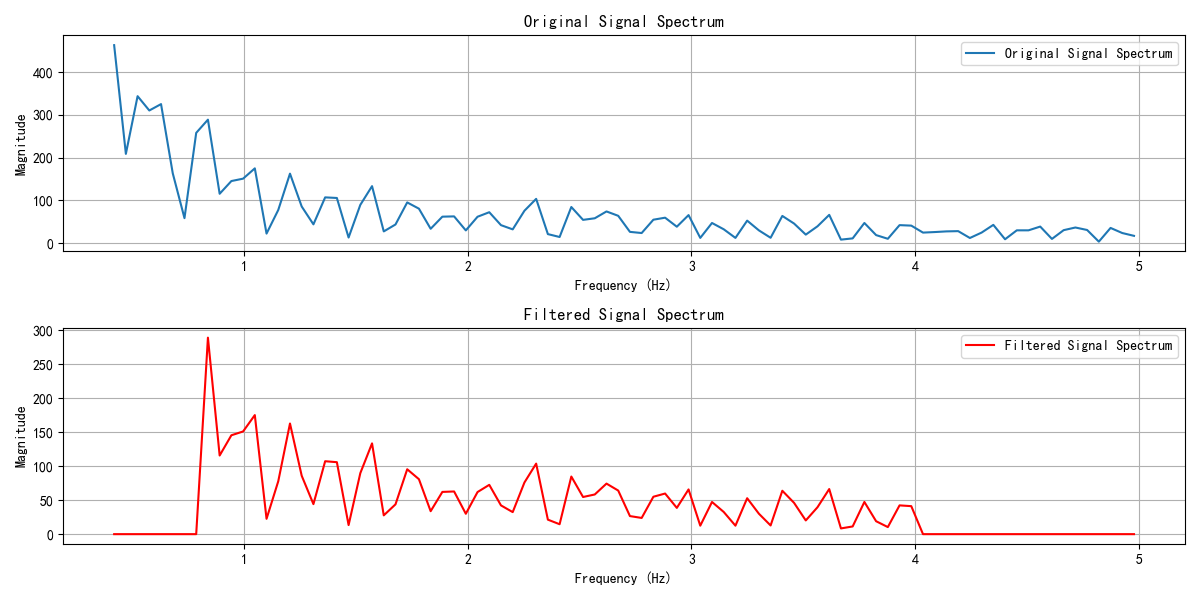 Original Signal Spectrum
Original Signal Spectrum
Magnitude
400
300
200
100
0
1 2 3 4 5
Frequency (Hz)
Filtered Signal Spectrum
Filtered Signal Spectrum
Magnitude
300
250
200
150
100
50
0
1 2 3 4 5
Frequency (Hz)